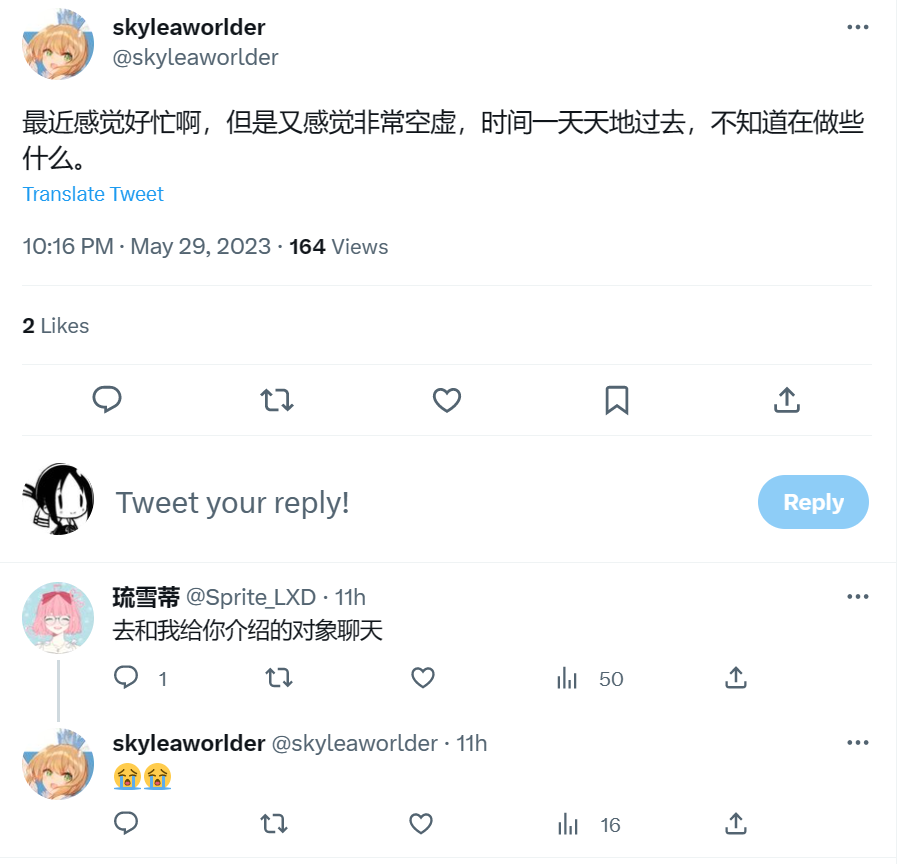 skyleaworlder
@skyleaworlder
最近感觉好忙啊，但是又感觉非常空虚，时间一天天地过去，不知道在做些
什么。
Translate Tweet
10:16 PM · May 29, 2023 · 164 Views
2 Likes
Tweet your reply!
Reply
琉雪蒂 @Sprite_LXD · 11h
去和我给你介绍的对象聊天
1 50
skyleaworlder @skyleaworlder · 11h
😭😭
16